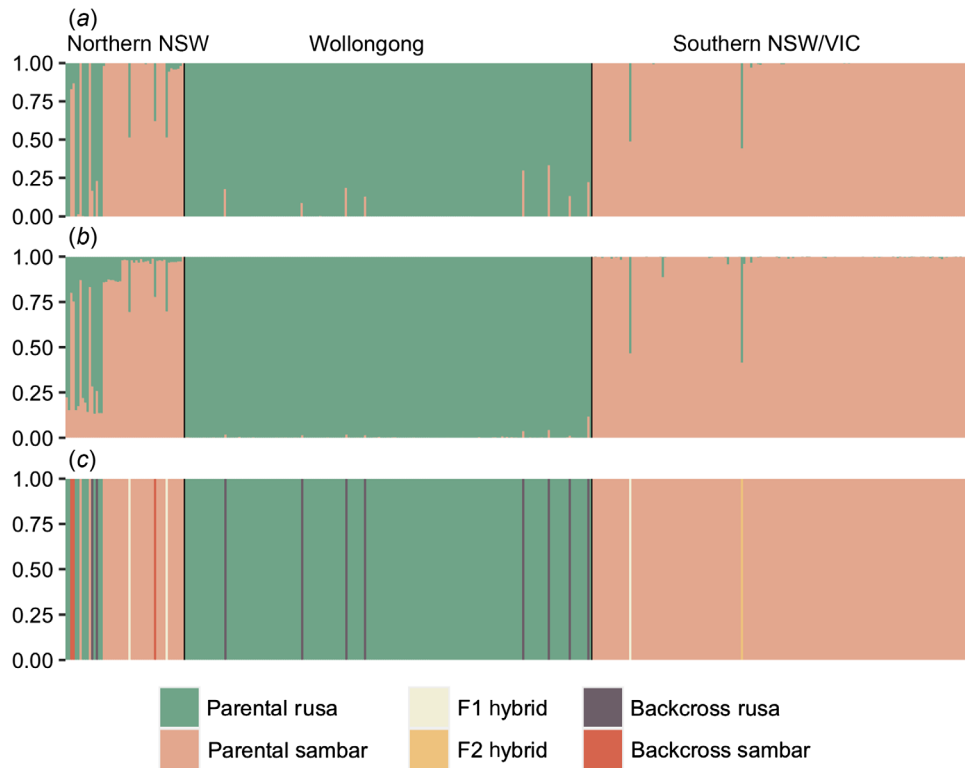 (a)
Northern NSW Wollongong Southern NSW/VIC
1.00
0.75
0.50
0.25
0.00
(b)
1.00
0.75
0.50
0.25
0.00
(c)
1.00
0.75
0.50
0.25
0.00
Parental rusa F1 hybrid Backcross rusa
Parental sambar F2 hybrid Backcross sambar